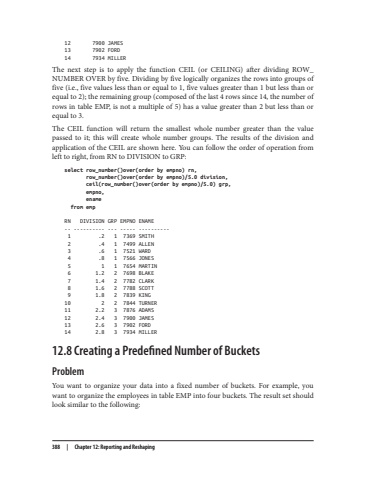 12 7900 JAMES
13 7902 FORD
14 7934 MILLER
The next step is to apply the function CEIL (or CEILING) after dividing ROW_
NUMBER OVER by five. Dividing by five logically organizes the rows into groups of
five (i.e., five values less than or equal to 1, five values greater than 1 but less than or
equal to 2); the remaining group (composed of the last 4 rows since 14, the number of
rows in table EMP, is not a multiple of 5) has a value greater than 2 but less than or
equal to 3.
The CEIL function will return the smallest whole number greater than the value
passed to it; this will create whole number groups. The results of the division and
application of the CEIL are shown here. You can follow the order of operation from
left to right, from RN to DIVISION to GRP:
select row_number()over(order by empno) rn,
row_number()over(order by empno)/5.0 division,
ceil(row_number()over(order by empno)/5.0) grp,
empno,
ename
from emp
RN DIVISION GRP EMPNO ENAME
-- ---------- --- ----- ----------
1 .2 1 7369 SMITH
2 .4 1 7499 ALLEN
3 .6 1 7521 WARD
4 .8 1 7566 JONES
5 1 1 7654 MARTIN
6 1.2 2 7698 BLAKE
7 1.4 2 7782 CLARK
8 1.6 2 7788 SCOTT
9 1.8 2 7839 KING
10 2 2 7844 TURNER
11 2.2 3 7876 ADAMS
12 2.4 3 7900 JAMES
13 2.6 3 7902 FORD
14 2.8 3 7934 MILLER
12.8 Creating a Predefined Number of Buckets
Problem
You want to organize your data into a fixed number of buckets. For example, you
want to organize the employees in table EMP into four buckets. The result set should
look similar to the following:
388 | Chapter 12: Reporting and Reshaping